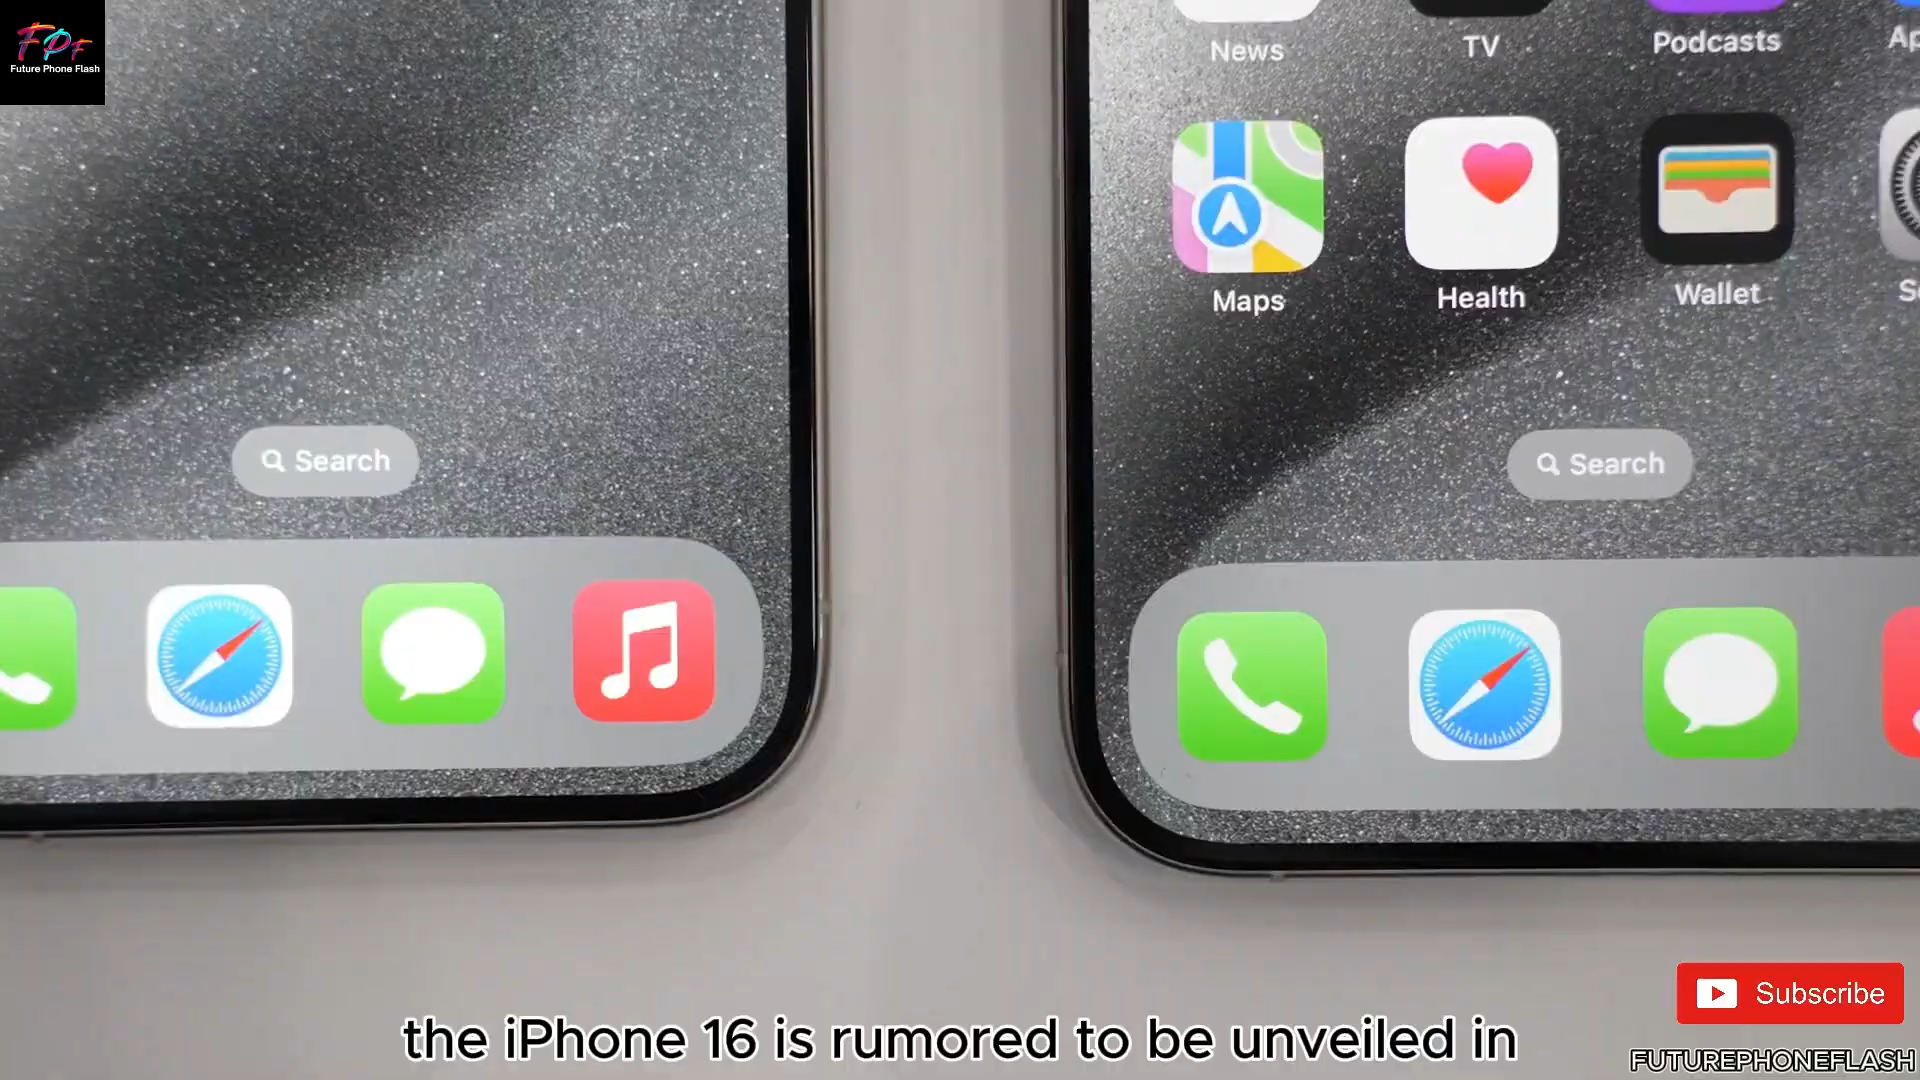 FPF
Future Phone Flash
News
TV
Podcasts
Maps
Health
Wallet
Search
Search
the iPhone 16 is rumored to be unveiled in
Subscribe
FUTUREPHONEFLASH